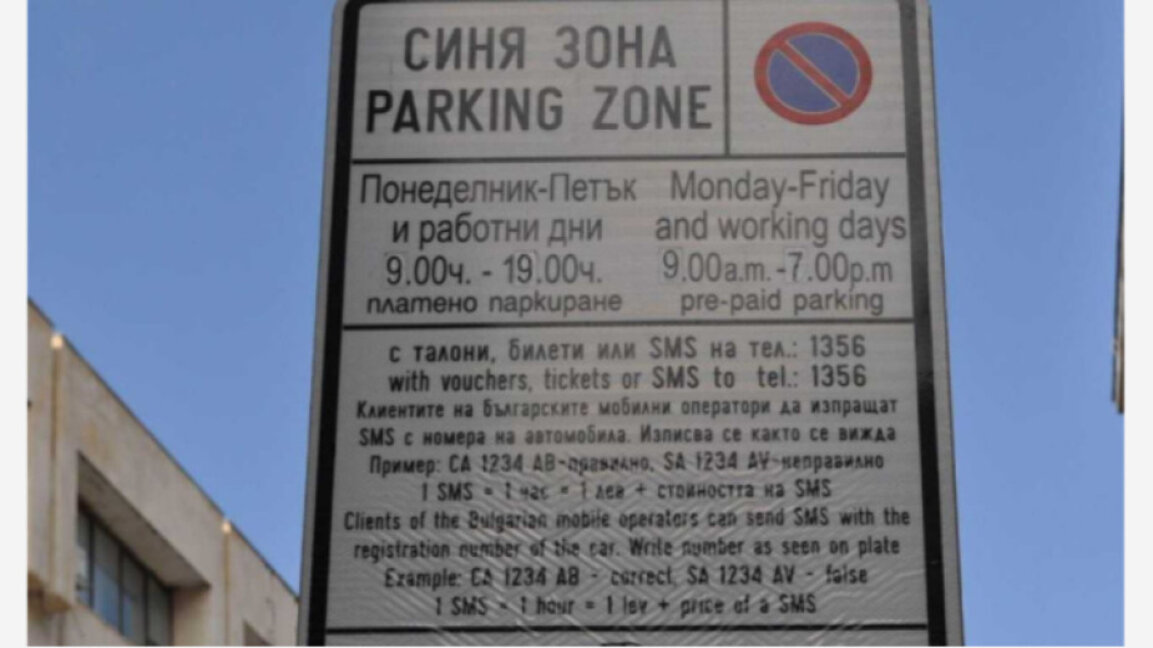 СИНЯ ЗОНА
PARKING ZONE
Понеделник-Петък
и работни дни
9.00ч. - 19.00ч.
платено паркиране
Monday-Friday
and working days
9.00a.m.-7.00p.m
pre-paid parking
с талони, билети или SMS на тел.: 1356
with vouchers, tickets or SMS to tel.: 1356
Клиентите на българските мобилни оператори да изпращат
SMS с номера на автомобила. Изписва се както се вижда
Пример: СА 1234 АВ-правилно, SA 1234 AV-неправилно
1 SMS = 1 час = 1 лев + стойността на SMS
Clients of the Bulgarian mobile operators can send SMS with the
registration number of the car. Write number as seen on plate
Example: CA 1234 AB - correct, SA 1234 AV - false
1 SMS = 1 hour = 1 lev + price of a SMS